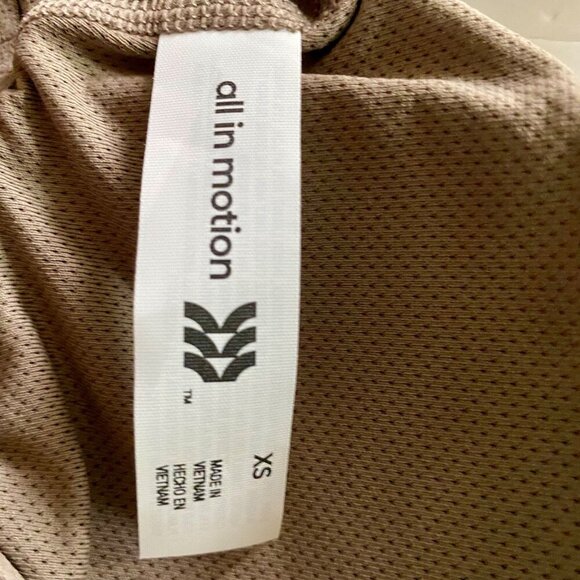 all in motion
™
XS
MADE IN
VIETNAM
HECHO EN
VIETNAM